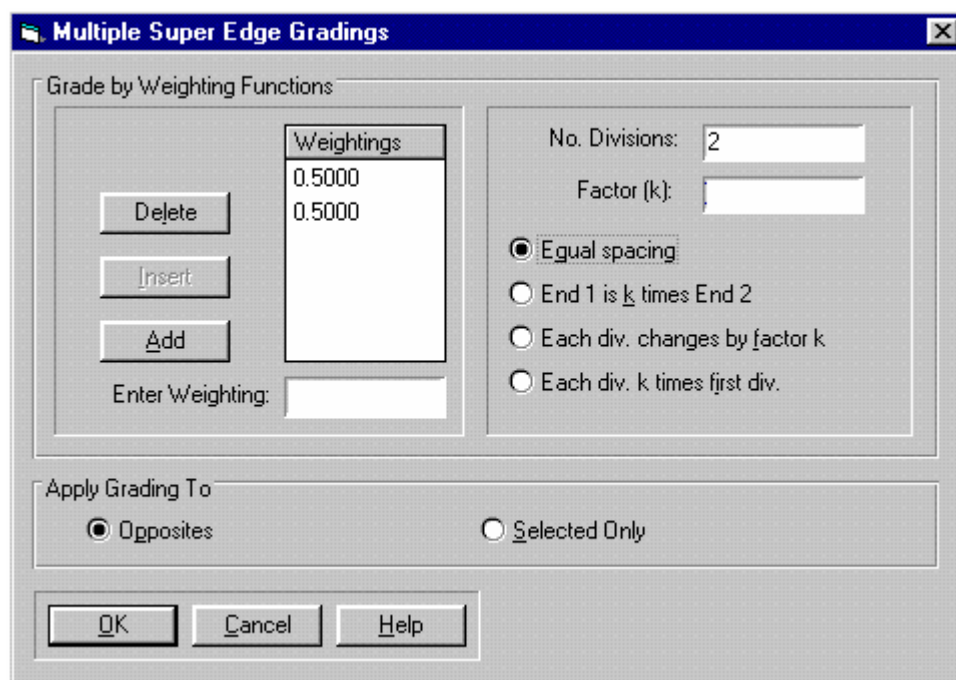 Multiple Super Edge Gradings
Grade by Weighting Functions
Weightings
0.5000
0.5000
Delete
Insert
Add
Enter Weighting:
No. Divisions: 2
Factor (k):
Equal spacing
End 1 is k times End 2
Each div. changes by factor k
Each div. k times first div.
Apply Grading To
Opposites
Selected Only
OK Cancel Help